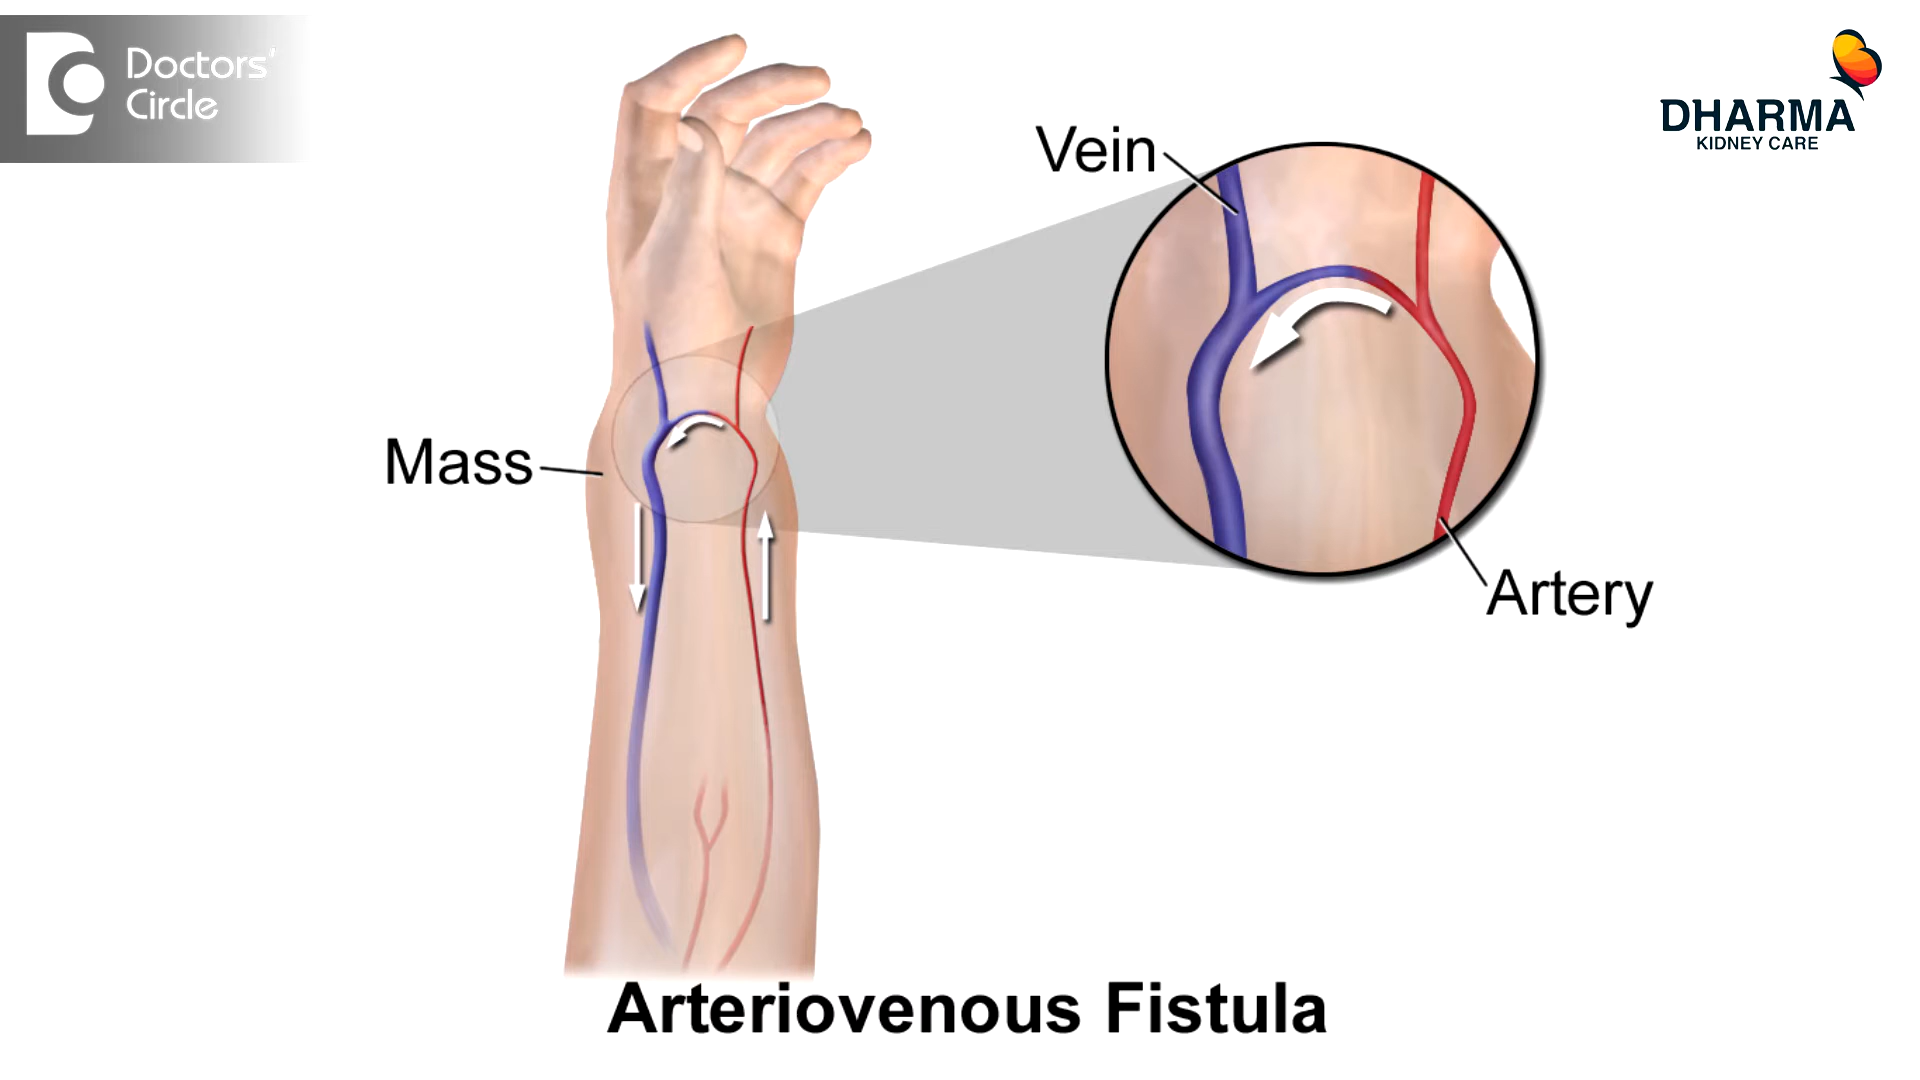 Doctors'
Circle
DHARMA
KIDNEY CARE
Vein
Mass
Artery
Arteriovenous Fistula